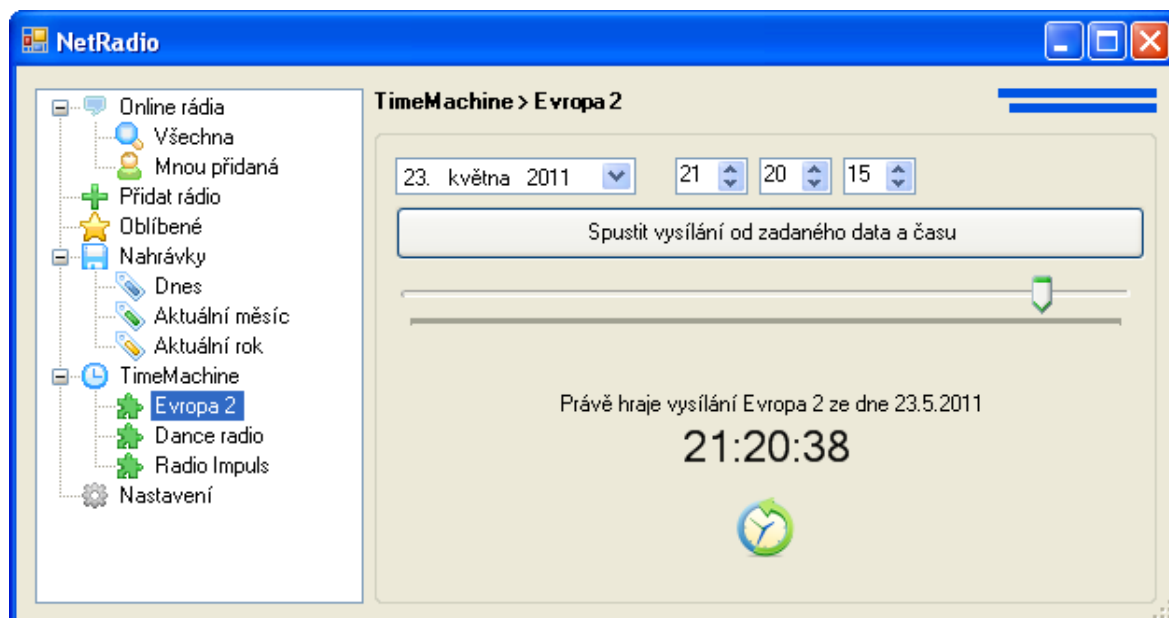 NetRadio
Online rádia
Všechna
Mnou přidaná
Přidat rádio
Oblíbené
Nahrávky
Dnes
Aktuální měsíc
Aktuální rok
TimeMachine
Evropa 2
Dance radio
Radio Impuls
Nastavení
TimeMachine > Evropa 2
23. května 2011 21 20 15
Spustit vysílání od zadaného data a času
Právě hraje vysílání Evropa 2 ze dne 23.5.2011
21:20:38